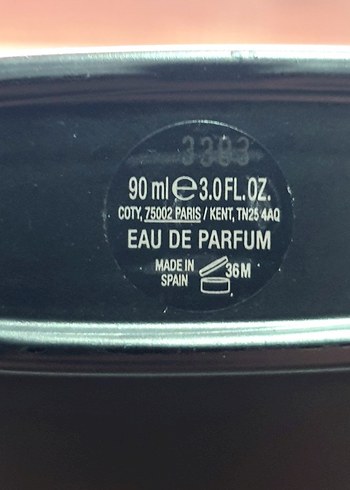 3393
90 ml e 3.0 FL.OZ.
COTY, 75002 PARIS / KENT, TN25 4AQ
EAU DE PARFUM
MADE IN
SPAIN
36M